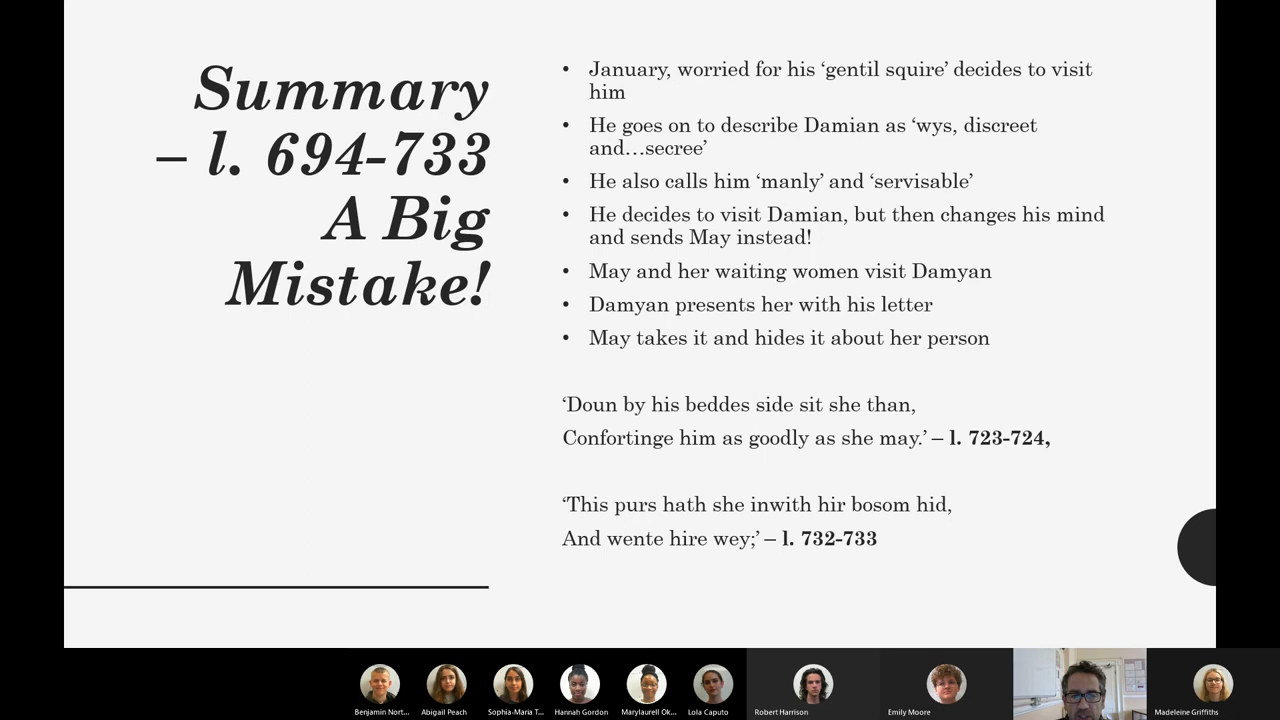 Summary
– l. 694-733
A Big
Mistake!
• January, worried for his ‘gentil squire’ decides to visit
him
• He goes on to describe Damian as ‘wys, discreet
and…secree’
• He also calls him ‘manly’ and ‘servisable’
• He decides to visit Damian, but then changes his mind
and sends May instead!
• May and her waiting women visit Damyan
• Damyan presents her with his letter
• May takes it and hides it about her person
‘Doun by his beddes side sit she than,
Confortinge him as goodly as she may.’ – l. 723-724,
‘This purs hath she inwith hir bosom hid,
And wente hire wey;’ – l. 732-733
Benjamin Nort...
Abigail Peach
Sophia-Maria T...
Hannah Gordon
Marylaurell Ok...
Lola Caputo
Robert Harrison
Emily Moore
Madeleine Griffiths